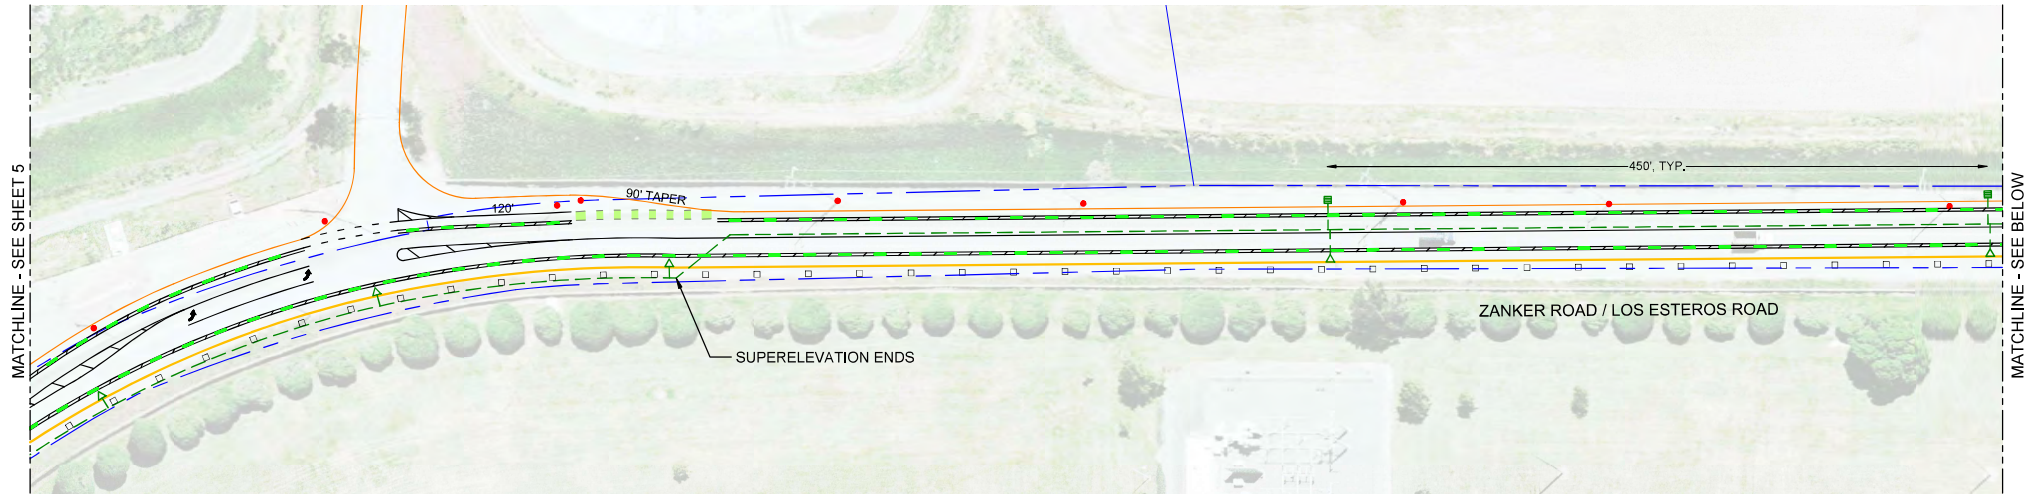 MATCHLINE - SEE SHEET 5
120'
90' TAPER
450', TYP.
SUPERELEVATION ENDS
ZANKER ROAD / LOS ESTEROS ROAD
MATCHLINE - SEE BELOW